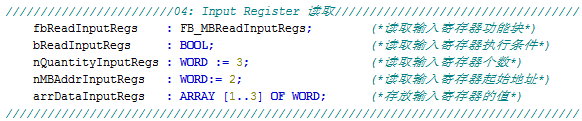 ////////////////////////04: Input Register 读取///////////////////////////////////
fbReadInputRegs : FB_MBReadInputRegs; (*读取输入寄存器功能块*)
bReadInputRegs : BOOL; (*读取输入寄存器执行条件*)
nQuantityInputRegs : WORD := 3; (*读取输入寄存器个数*)
nMBAddrInputRegs : WORD:= 2; (*读取输入寄存器起始地址*)
arrDataInputRegs : ARRAY [1..3] OF WORD; (*存放输入寄存器的值*)
////////////////////////////////////////////////////////////////////////////////////